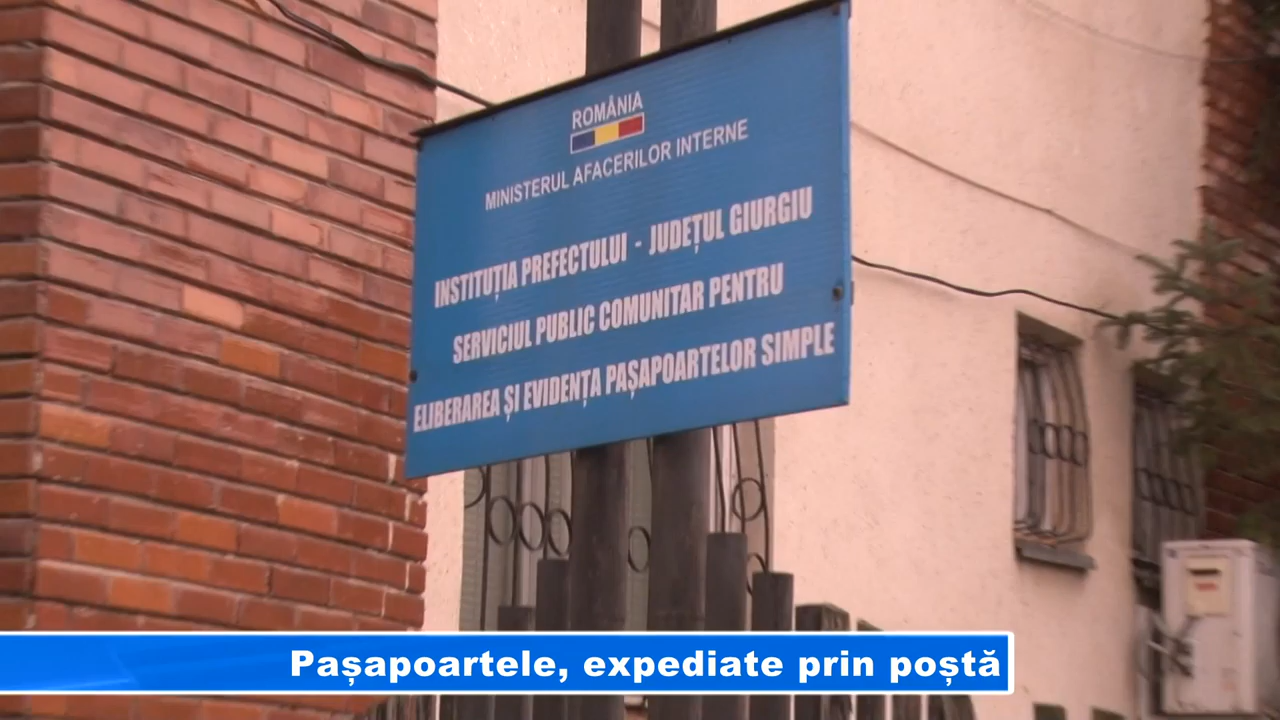 ROMÂNIA
MINISTERUL AFACERILOR INTERNE
INSTITUȚIA PREFECTULUI - JUDEȚUL GIURGIU
SERVICIUL PUBLIC COMUNITAR PENTRU
ELIBERAREA ȘI EVIDENȚA PAȘAPOARTELOR SIMPLE
Pașapoartele, expediate prin poștă